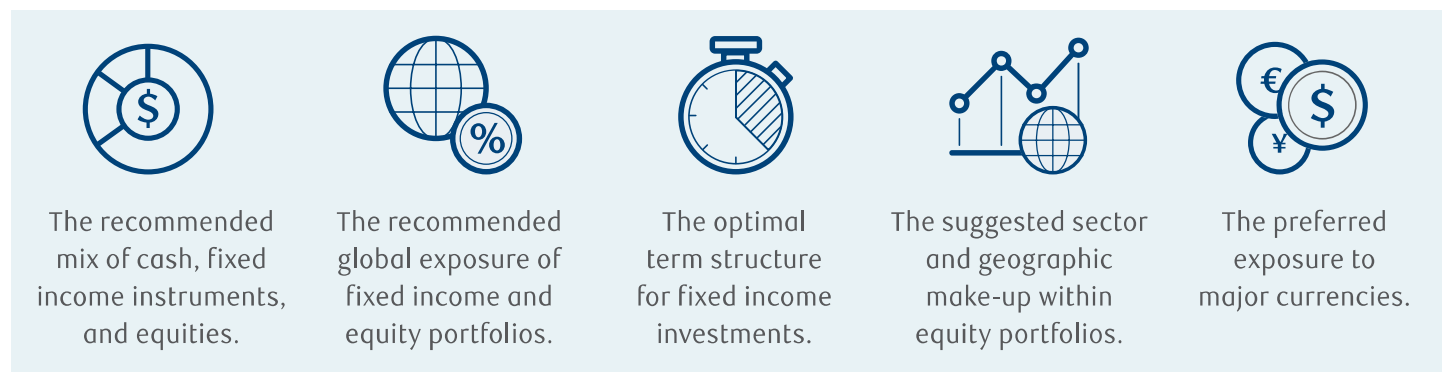 $
%
€
$
¥
The recommended
mix of cash, fixed
income instruments,
and equities.
The recommended
global exposure of
fixed income and
equity portfolios.
The optimal
term structure
for fixed income
investments.
The suggested sector
and geographic
make-up within
equity portfolios.
The preferred
exposure to
major currencies.